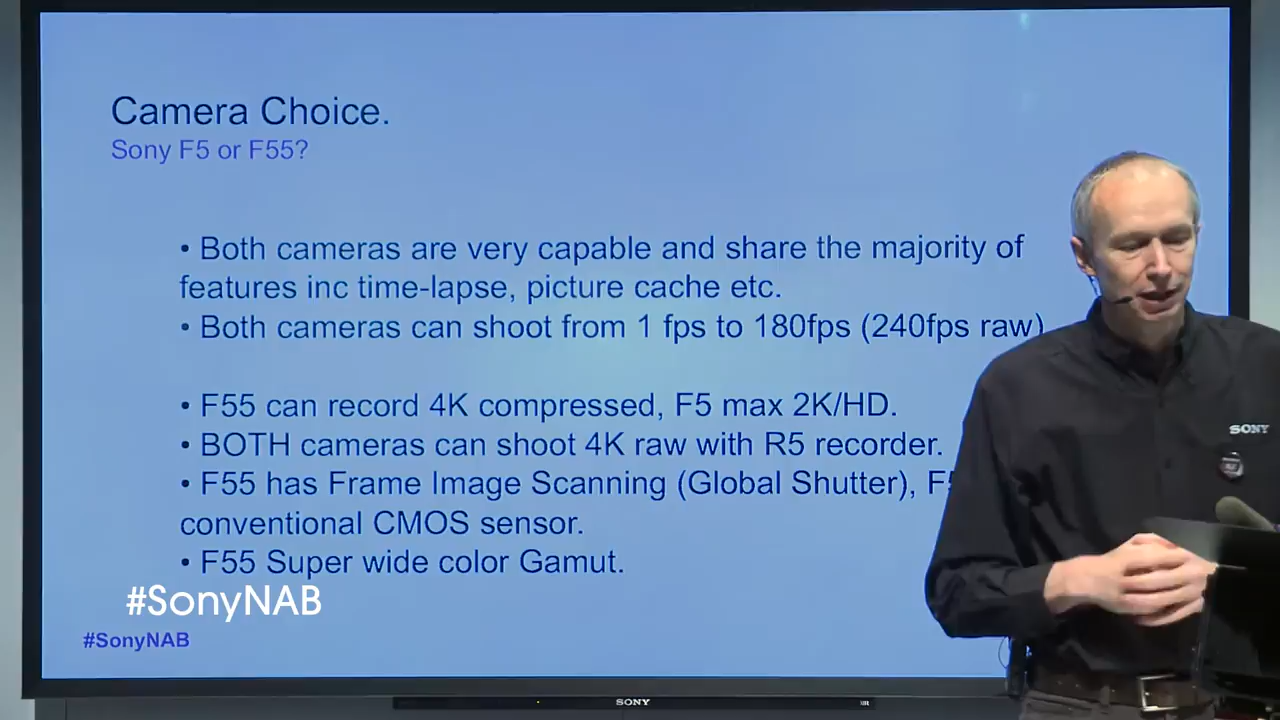 Camera Choice.
Sony F5 or F55?
• Both cameras are very capable and share the majority of
features inc time-lapse, picture cache etc.
• Both cameras can shoot from 1 fps to 180fps (240fps raw)
• F55 can record 4K compressed, F5 max 2K/HD.
• BOTH cameras can shoot 4K raw with R5 recorder.
SONY
• F55 has Frame Image Scanning (Global Shutter),
conventional CMOS sensor.
• F55 Super wide color Gamut.
#SonyNAB
#SonyNAB
SONY